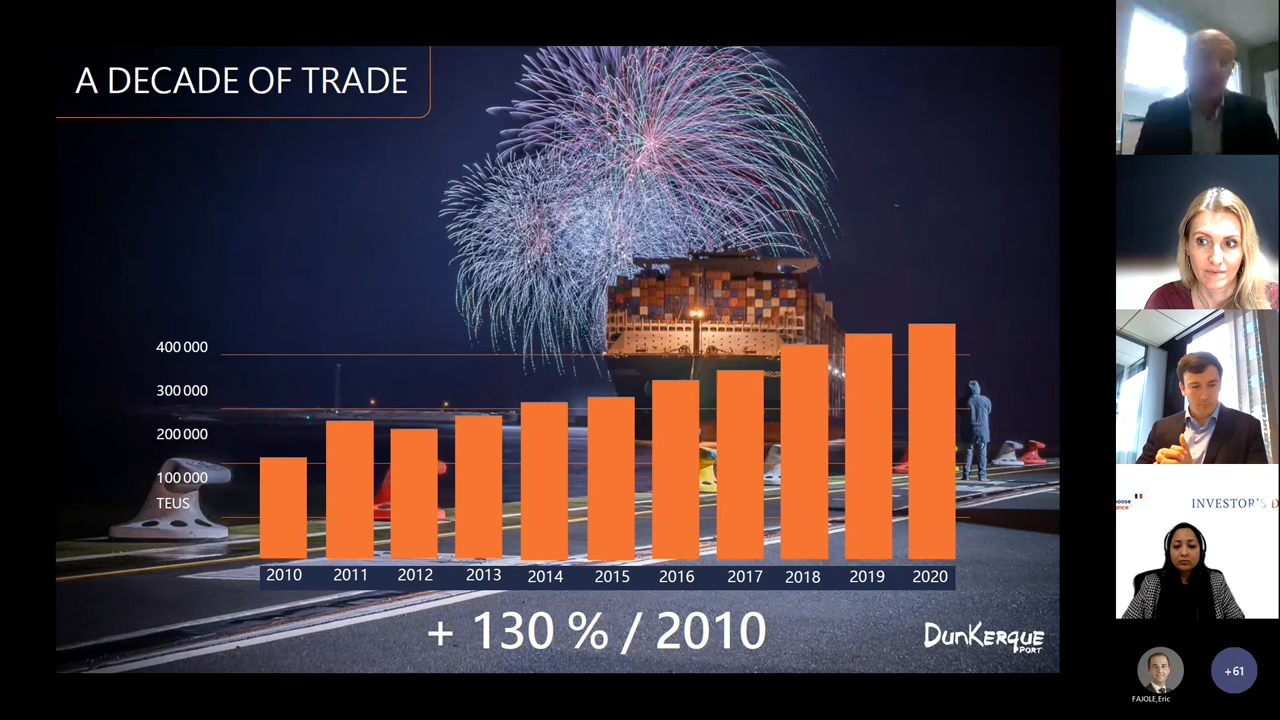 A DECADE OF TRADE
400 000
300 000
200 000
100 000
TEUS
2010 2011 2012 2013 2014 2015 2016 2017 2018 2019 2020
+ 130 % / 2010
DUNKERQUE
PORT
INVESTOR'S D
FAJOLE,Eric
+61